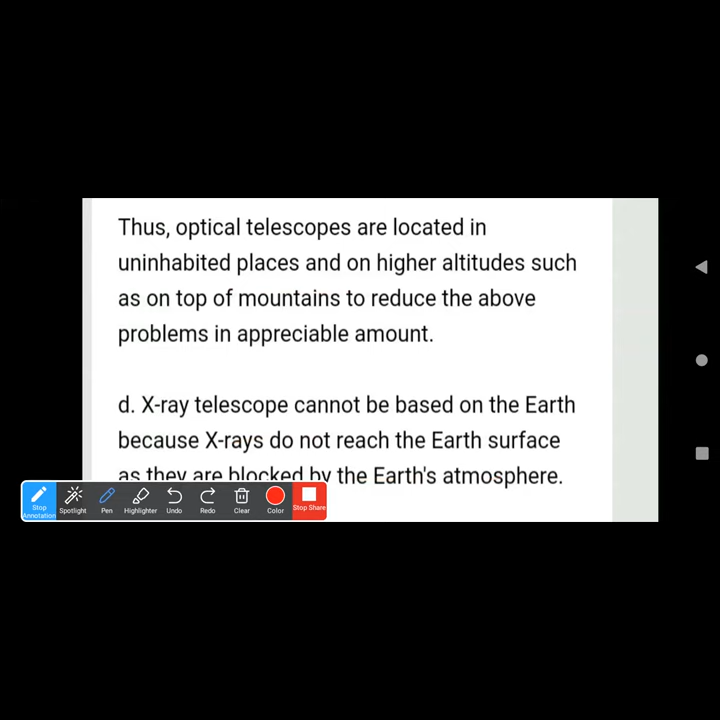 Thus, optical telescopes are located in
uninhabited places and on higher altitudes such
as on top of mountains to reduce the above
problems in appreciable amount.
d. X-ray telescope cannot be based on the Earth
because X-rays do not reach the Earth surface
as they are blocked by the Earth's atmosphere.
Stop Annotation Spotlight Pen Highlighter Undo Redo Clear Color Stop Share